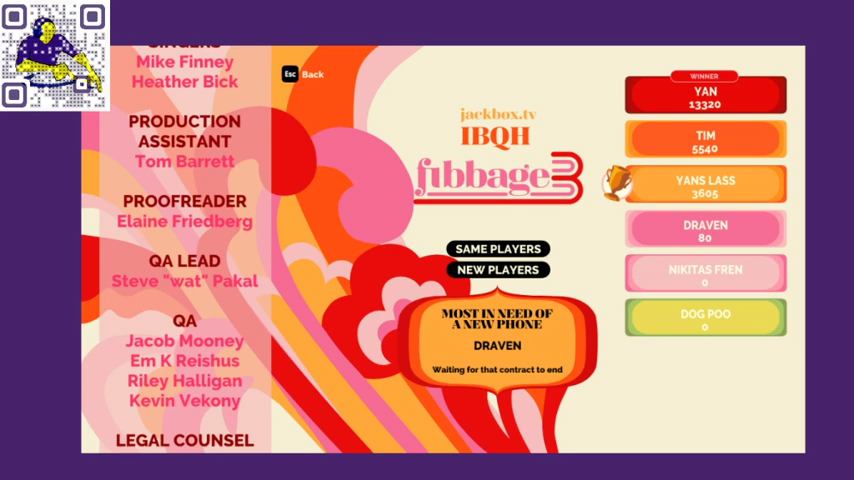 SINGERS
Mike Finney
Heather Bick
PRODUCTION
ASSISTANT
Tom Barrett
PROOFREADER
Elaine Friedberg
QA LEAD
Steve "wat" Pakal
QA
Jacob Mooney
Em K Reishus
Riley Halligan
Kevin Vekony
LEGAL COUNSEL
Esc Back
jackbox.tv
IBQH
fibbage 3
SAME PLAYERS
NEW PLAYERS
MOST IN NEED OF
A NEW PHONE
DRAVEN
Waiting for that contract to end
WINNER
YAN
13320
TIM
5540
YANS LASS
3605
DRAVEN
80
NIKITAS FREN
0
DOG POO
0